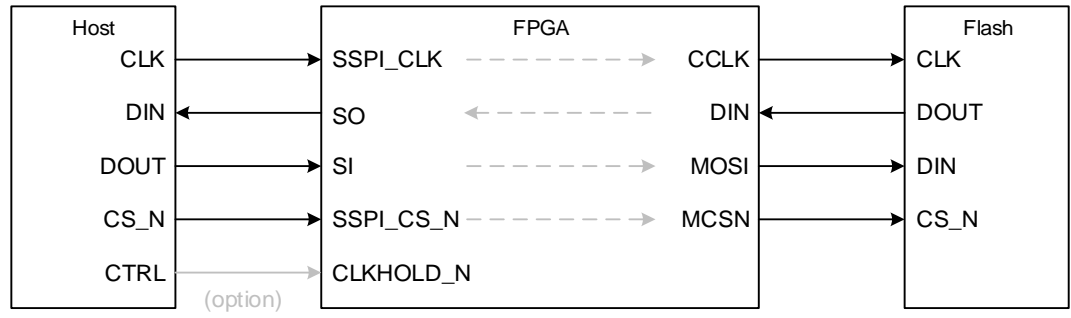 Host FPGA Flash
CLK SSPI_CLK CCLK CLK
DIN SO DIN DOUT
DOUT SI MOSI DIN
CS_N SSPI_CS_N MCSN CS_N
CTRL CLKHOLD_N
(option)